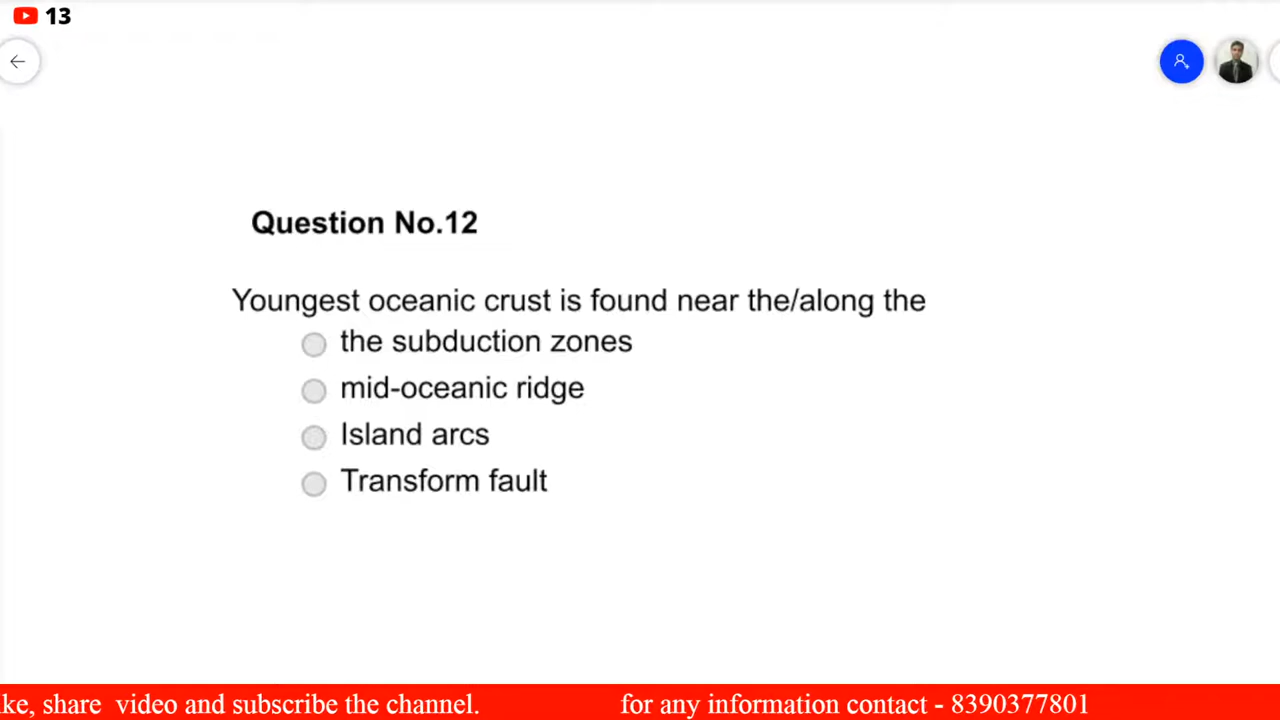 13
Question No.12
Youngest oceanic crust is found near the/along the
the subduction zones
mid-oceanic ridge
Island arcs
Transform fault
ke, share video and subscribe the channel. for any information contact - 8390377801